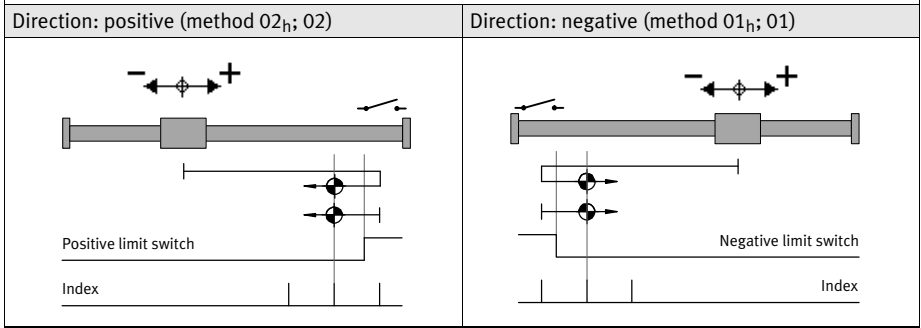 Direction: positive (method 02h; 02)
Direction: negative (method 01h; 01)
− +
− +
Positive limit switch
Negative limit switch
Index
Index